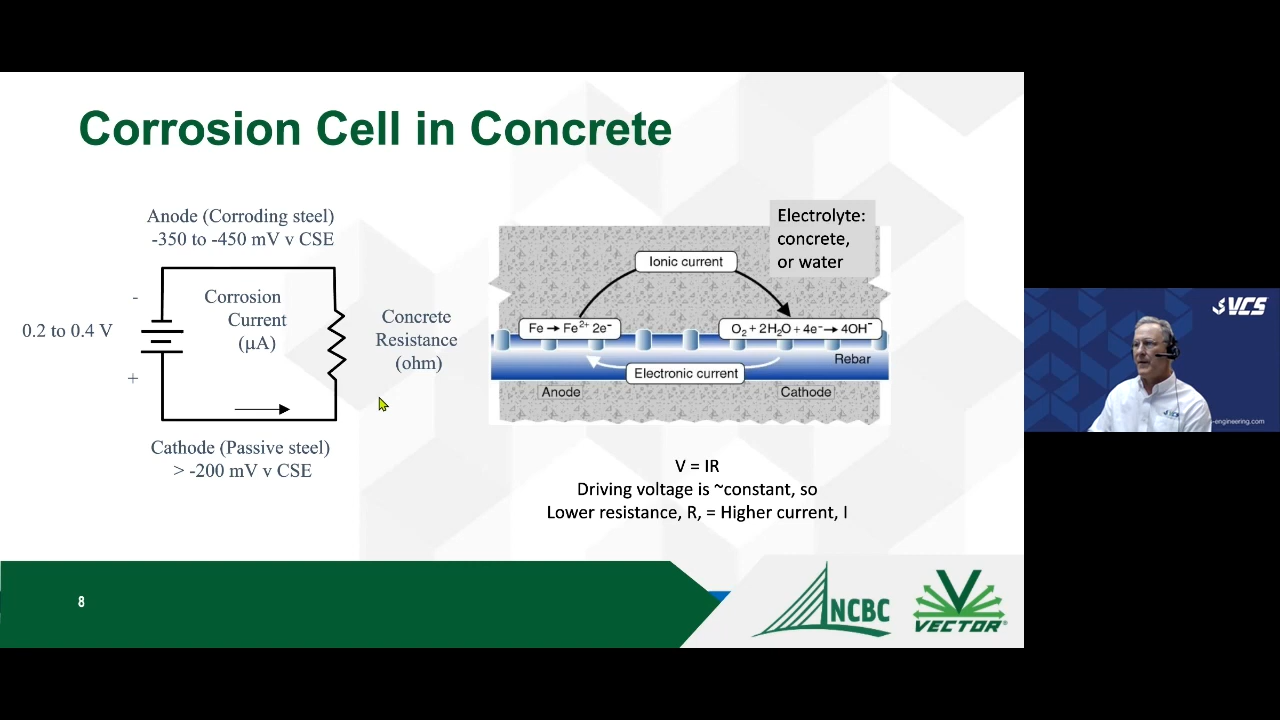 Corrosion Cell in Concrete
Anode (Corroding steel)
-350 to -450 mV v CSE
-
0.2 to 0.4 V
+
Corrosion
Current
(µA)
Concrete
Resistance
(ohm)
Cathode (Passive steel)
> -200 mV v CSE
Electrolyte:
concrete,
or water
Ionic current
Fe → Fe²⁺ 2e⁻
O₂ + 2H₂O + 4e⁻ → 4OH⁻
Rebar
Electronic current
Anode
Cathode
V = IR
Driving voltage is ~constant, so
Lower resistance, R, = Higher current, I
8
NCBC
VECTOR®
VCS
VCS
-engineering.com